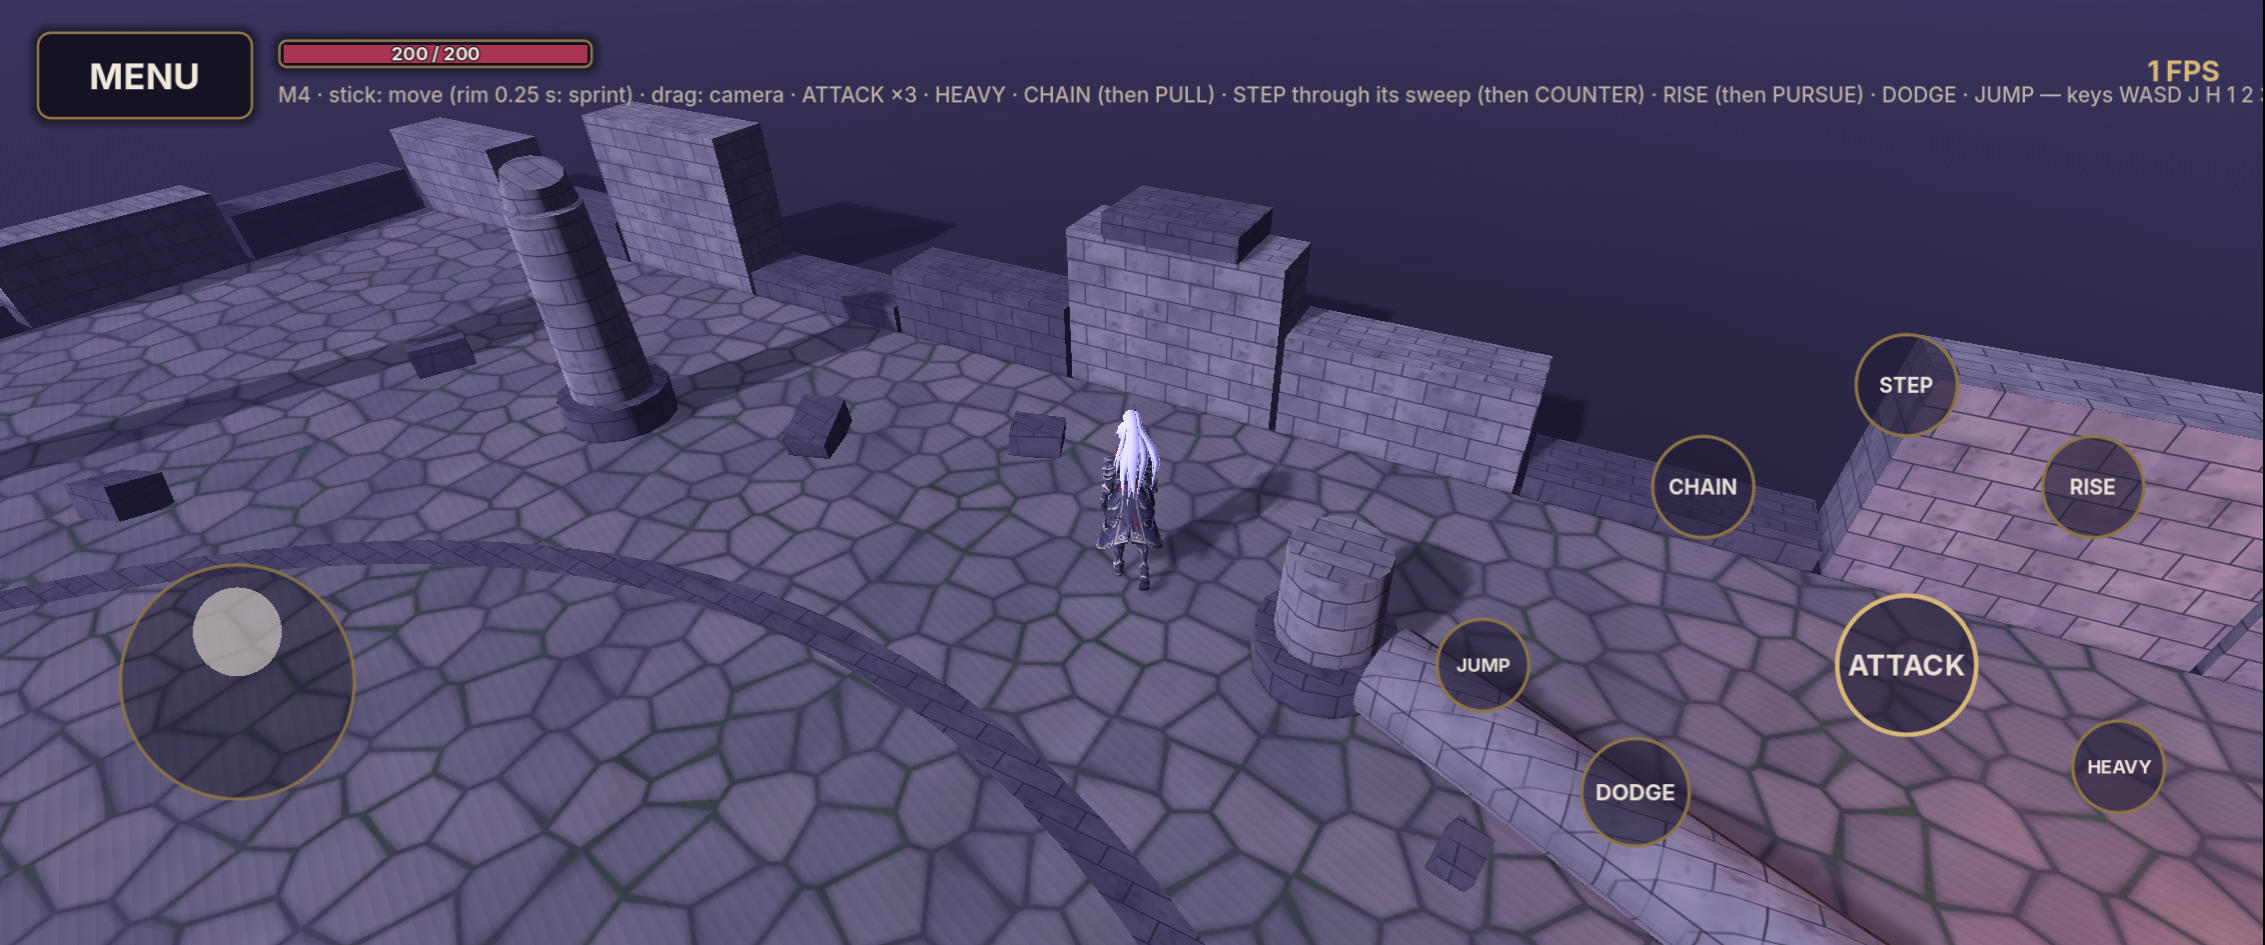 MENU
200 / 200
1 FPS
M4 · stick: move (rim 0.25 s: sprint) · drag: camera · ATTACK ×3 · HEAVY · CHAIN (then PULL) · STEP through its sweep (then COUNTER) · RISE (then PURSUE) · DODGE · JUMP — keys WASD J H 1 2
STEP
CHAIN
RISE
JUMP
ATTACK
HEAVY
DODGE